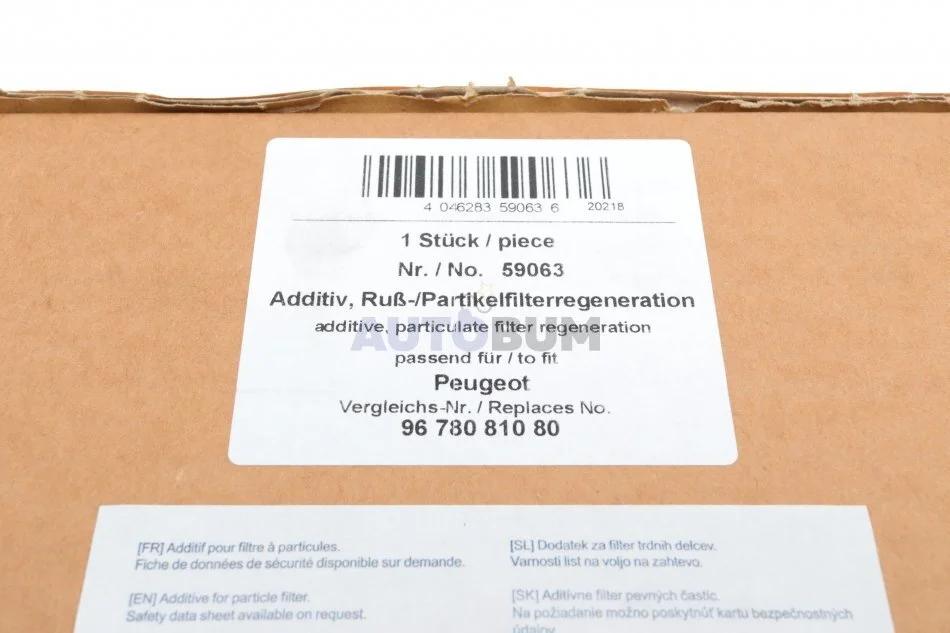 4 046283 59063 6 20218
1 Stück / piece
Nr. / No. 59063
Additiv, Ruß-/Partikelfilterregeneration
additive, particulate filter regeneration
AUTOBUM
passend für / to fit
Peugeot
Vergleichs-Nr. / Replaces No.
96 780 810 80
[FR] Additif pour filtre à particules.
Fiche de données de sécurité disponible sur demande.
[EN] Additive for particle filter.
Safety data sheet available on request.
[SL] Dodatek za filter trdnih delcev.
Varnosti list na voljo na zahtevo.
[SK] Aditívne filter pevných častic.
Na požiadanie možno poskytnúť kartu bezpečnostných
údajov